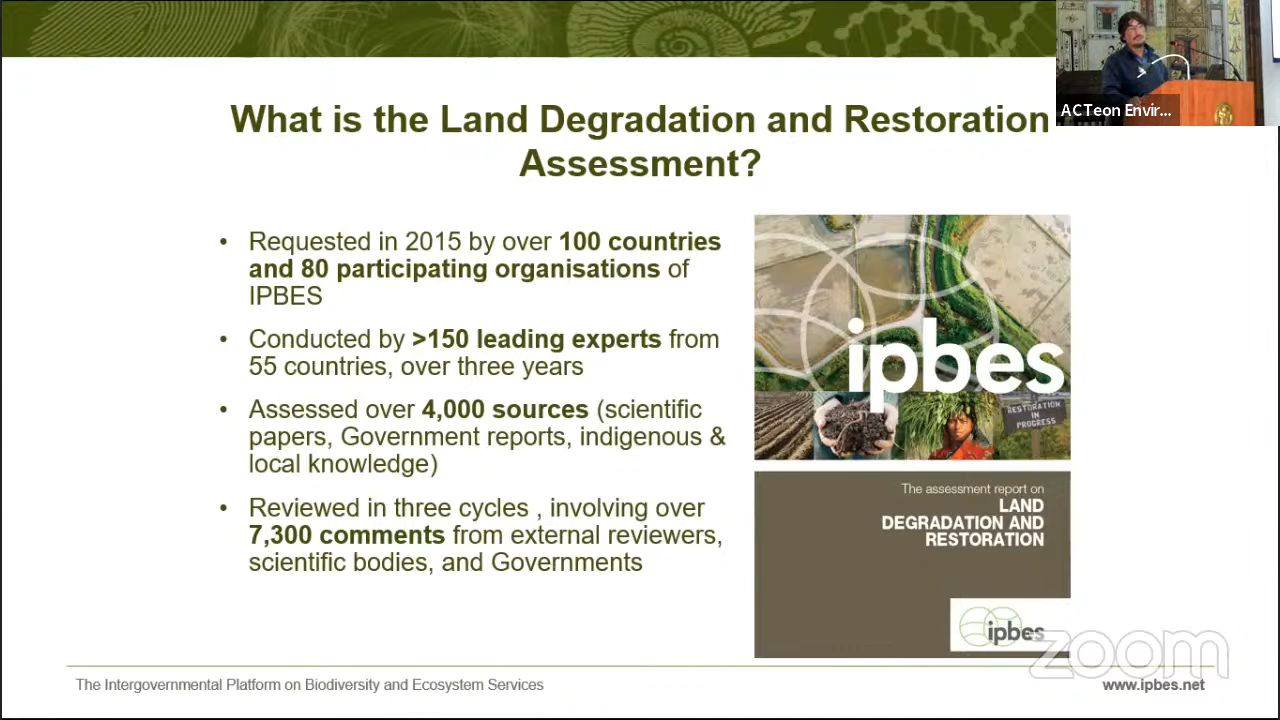 What is the Land Degradation and Restoration
Assessment?
ACTeon Envir...
• Requested in 2015 by over 100 countries
and 80 participating organisations of
IPBES
• Conducted by >150 leading experts from
55 countries, over three years
• Assessed over 4,000 sources (scientific
papers, Government reports, indigenous &
local knowledge)
• Reviewed in three cycles , involving over
7,300 comments from external reviewers,
scientific bodies, and Governments
ipbes
RESTORATION
IN
PROGRESS
The assessment report on
LAND
DEGRADATION AND
RESTORATION
ipbes
zoom
The Intergovernmental Platform on Biodiversity and Ecosystem Services
www.ipbes.net